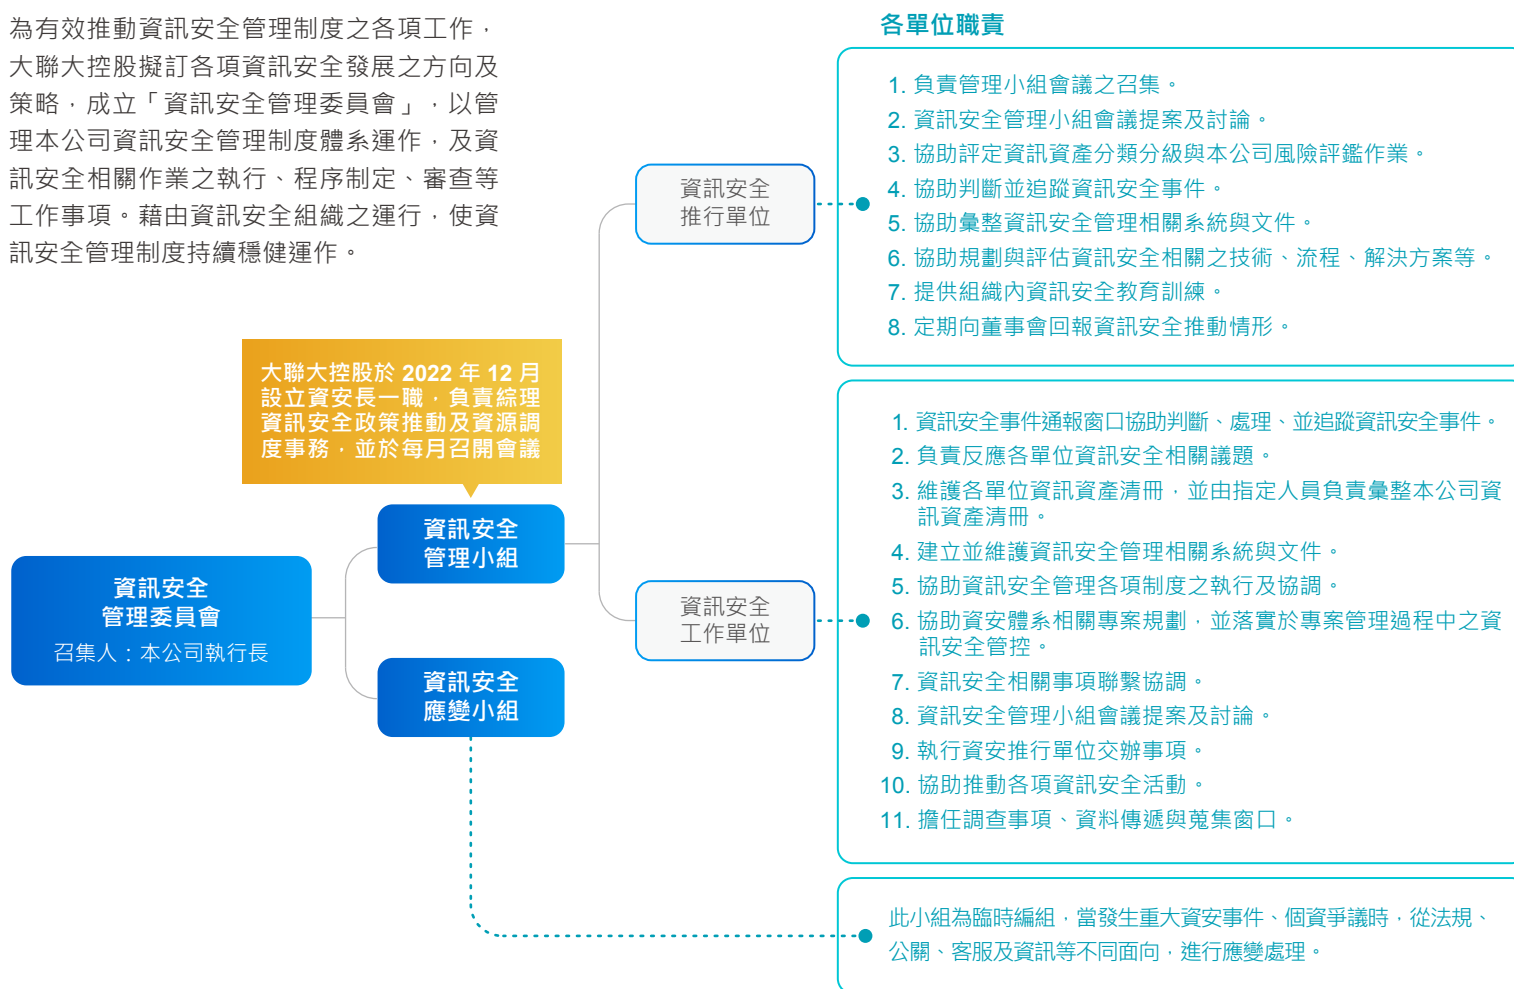 為有效推動資訊安全管理制度之各項工作，
大聯大控股擬訂各項資訊安全發展之方向及
策略，成立「資訊安全管理委員會」，以管
理本公司資訊安全管理制度體系運作，及資
訊安全相關作業之執行、程序制定、審查等
工作事項。藉由資訊安全組織之運行，使資
訊安全管理制度持續穩健運作。
大聯大控股於 2022 年 12 月
設立資安長一職，負責綜理
資訊安全政策推動及資源調
度事務，並於每月召開會議
資訊安全
管理委員會
召集人：本公司執行長
資訊安全
管理小組
資訊安全
應變小組
資訊安全
推行單位
資訊安全
工作單位
各單位職責
1. 負責管理小組會議之召集。
2. 資訊安全管理小組會議提案及討論。
3. 協助評定資訊資產分類分級與本公司風險評鑑作業。
4. 協助判斷並追蹤資訊安全事件。
5. 協助彙整資訊安全管理相關系統與文件。
6. 協助規劃與評估資訊安全相關之技術、流程、解決方案等。
7. 提供組織內資訊安全教育訓練。
8. 定期向董事會回報資訊安全推動情形。
1. 資訊安全事件通報窗口協助判斷、處理、並追蹤資訊安全事件。
2. 負責反應各單位資訊安全相關議題。
3. 維護各單位資訊資產清冊，並由指定人員負責彙整本公司資
訊資產清冊。
4. 建立並維護資訊安全管理相關系統與文件。
5. 協助資訊安全管理各項制度之執行及協調。
6. 協助資安體系相關專案規劃，並落實於專案管理過程中之資
訊安全管控。
7. 資訊安全相關事項聯繫協調。
8. 資訊安全管理小組會議提案及討論。
9. 執行資安推行單位交辦事項。
10. 協助推動各項資訊安全活動。
11. 擔任調查事項、資料傳遞與蒐集窗口。
此小組為臨時編組，當發生重大資安事件、個資爭議時，從法規、
公關、客服及資訊等不同面向，進行應變處理。